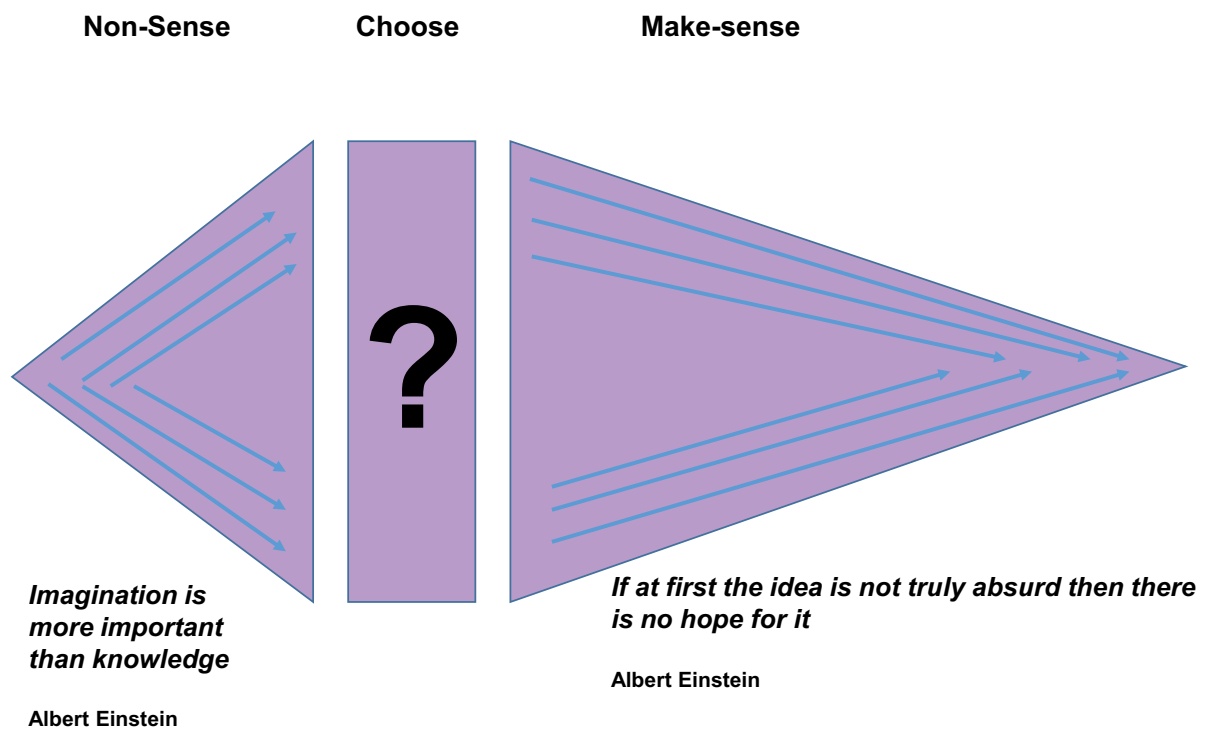 Non-Sense
Choose
Make-sense
?
Imagination is
more important
than knowledge
Albert Einstein
If at first the idea is not truly absurd then there
is no hope for it
Albert Einstein